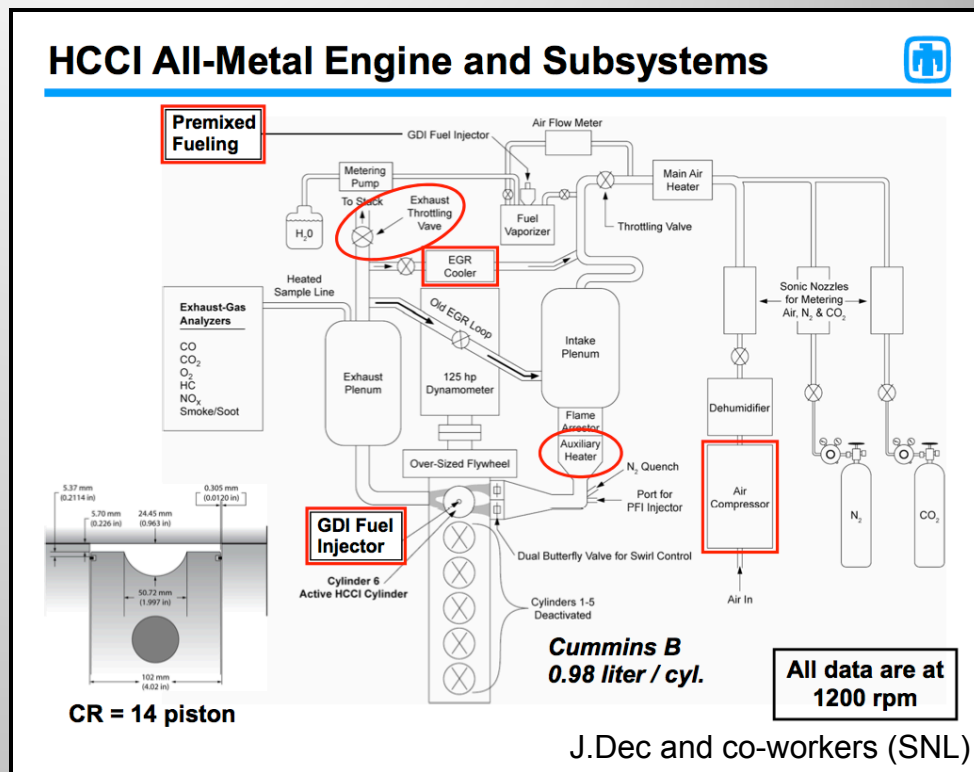 HCCI All-Metal Engine and Subsystems
Premixed
Fueling
GDI Fuel Injector
Air Flow Meter
Metering
Pump
To Stack
Exhaust
Throttling
Vave
H2O
Fuel
Vaporizer
Main Air
Heater
Throttling Valve
EGR
Cooler
Heated
Sample Line
Old EGR Loop
Exhaust-Gas
Analyzers
CO
CO2
O2
HC
NOx
Smoke/Soot
Exhaust
Plenum
125 hp
Dynamometer
Intake
Plenum
Sonic Nozzles
for Metering
Air, N2 & CO2
Flame
Arrestor
Auxiliary
Heater
Dehumidifier
Over-Sized Flywheel
N2 Quench
Port for
PFI Injector
Air
Compressor
N2
CO2
GDI Fuel
Injector
Dual Butterfly Valve for Swirl Control
Cylinder 6
Active HCCI Cylinder
Cylinders 1-5
Deactivated
Air In
5.37 mm
(0.2114 in)
5.70 mm
(0.226 in)
24.45 mm
(0.963 in)
0.305 mm
(0.0120 in)
50.72 mm
(1.997 in)
102 mm
(4.02 in)
CR = 14 piston
Cummins B
0.98 liter / cyl.
All data are at
1200 rpm
J.Dec and co-workers (SNL)